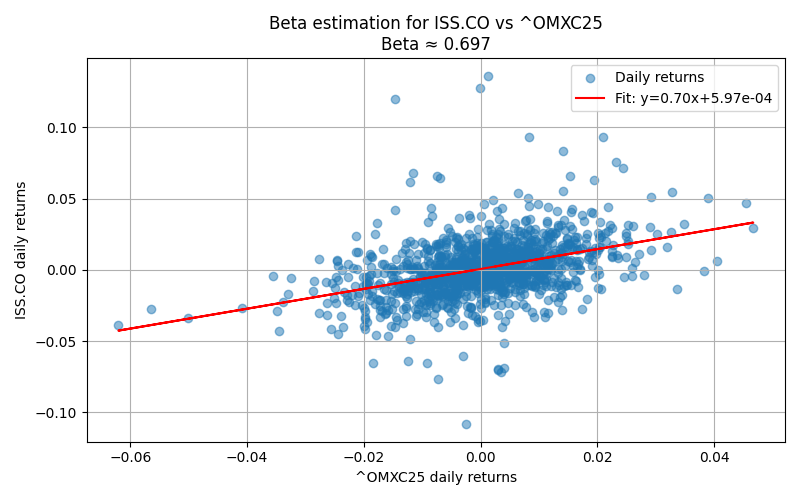 Beta estimation for ISS.CO vs ^OMXC25
Beta ≈ 0.697
Daily returns
Fit: y=0.70x+5.97e-04
ISS.CO daily returns
0.10
0.05
0.00
−0.05
−0.10
−0.06
−0.04
−0.02
0.00
0.02
0.04
^OMXC25 daily returns